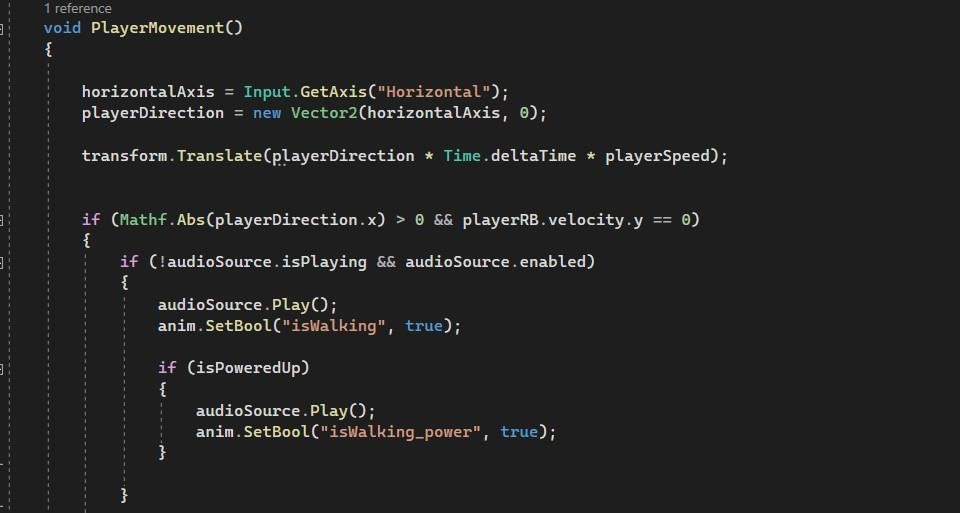 1 reference
void PlayerMovement()
{
horizontalAxis = Input.GetAxis("Horizontal");
playerDirection = new Vector2(horizontalAxis, 0);
transform.Translate(playerDirection * Time.deltaTime * playerSpeed);
if (Mathf.Abs(playerDirection.x) > 0 && playerRB.velocity.y == 0)
{
if (!audioSource.isPlaying && audioSource.enabled)
{
audioSource.Play();
anim.SetBool("isWalking", true);
if (isPoweredUp)
{
audioSource.Play();
anim.SetBool("isWalking_power", true);
}
}